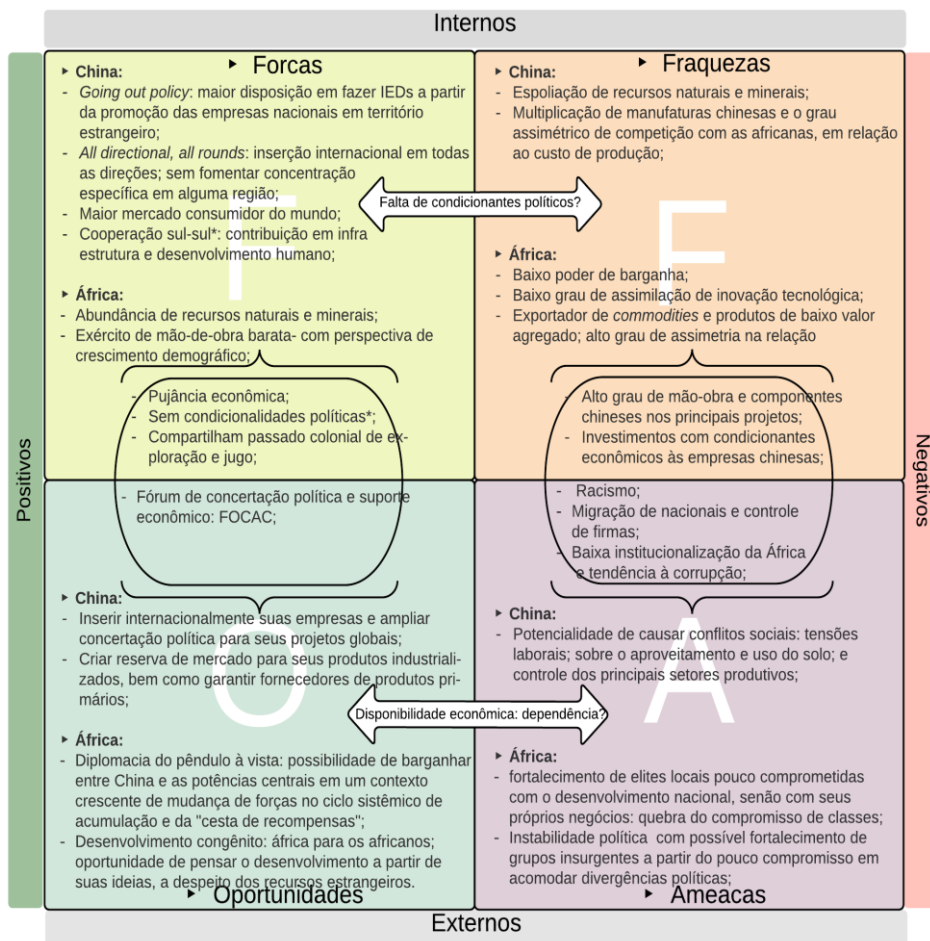 Internos
Positivos
Negativos
▸ Forcas
▸ China:
- Going out policy: maior disposição em fazer IEDs a partir
da promoção das empresas nacionais em território
estrangeiro;
- All directional, all rounds: inserção internacional em todas
as direções; sem fomentar concentração
específica em alguma região;
- Maior mercado consumidor do mundo;
- Cooperação sul-sul*: contribuição em infra
estrutura e desenvolvimento humano;
▸ África:
- Abundância de recursos naturais e minerais;
- Exército de mão-de-obra barata- com perspectiva de
crescimento demográfico;
F
- Pujância econômica;
- Sem condicionalidades políticas*;
- Compartilham passado colonial de ex-
ploração e jugo;
▸ Fraquezas
▸ China:
- Espoliação de recursos naturais e minerais;
- Multiplicação de manufaturas chinesas e o grau
assimétrico de competição com as africanas, em relação
ao custo de produção;
Falta de condicionantes políticos?
F
▸ África:
- Baixo poder de barganha;
- Baixo grau de assimilação de inovação tecnológica;
- Exportador de commodities e produtos de baixo valor
agregado; alto grau de assimetria na relação
- Alto grau de mão-obra e componentes
chineses nos principais projetos;
- Investimentos com condicionantes
econômicos às empresas chinesas;
- Fórum de concertação política e suporte
econômico: FOCAC;
▸ China:
- Inserir internacionalmente suas empresas e ampliar
concertação política para seus projetos globais;
- Criar reserva de mercado para seus produtos industriali-
zados, bem como garantir fornecedores de produtos pri-
mários;
O
▸ África:
- Diplomacia do pêndulo à vista: possibilidade de barganhar
entre China e as potências centrais em um contexto
crescente de mudança de forças no ciclo sistêmico de
acumulação e da "cesta de recompensas";
- Desenvolvimento congênito: áfrica para os africanos;
oportunidade de pensar o desenvolvimento a partir de
suas ideias, a despeito dos recursos estrangeiros.
▸ Oportunidades
- Racismo;
- Migração de nacionais e controle
de firmas;
- Baixa institucionalização da África
e tendência à corrupção;
▸ China:
- Potencialidade de causar conflitos sociais: tensões
laborais; sobre o aproveitamento e uso do solo; e
controle dos principais setores produtivos;
A
Disponibilidade econômica: dependência?
▸ África:
- fortalecimento de elites locais pouco comprometidas
com o desenvolvimento nacional, senão com seus
próprios negócios: quebra do compromisso de classes;
- Instabilidade política com possível fortalecimento de
grupos insurgentes a partir do pouco compromisso em
acomodar divergências políticas;
▸ Ameacas
Externos